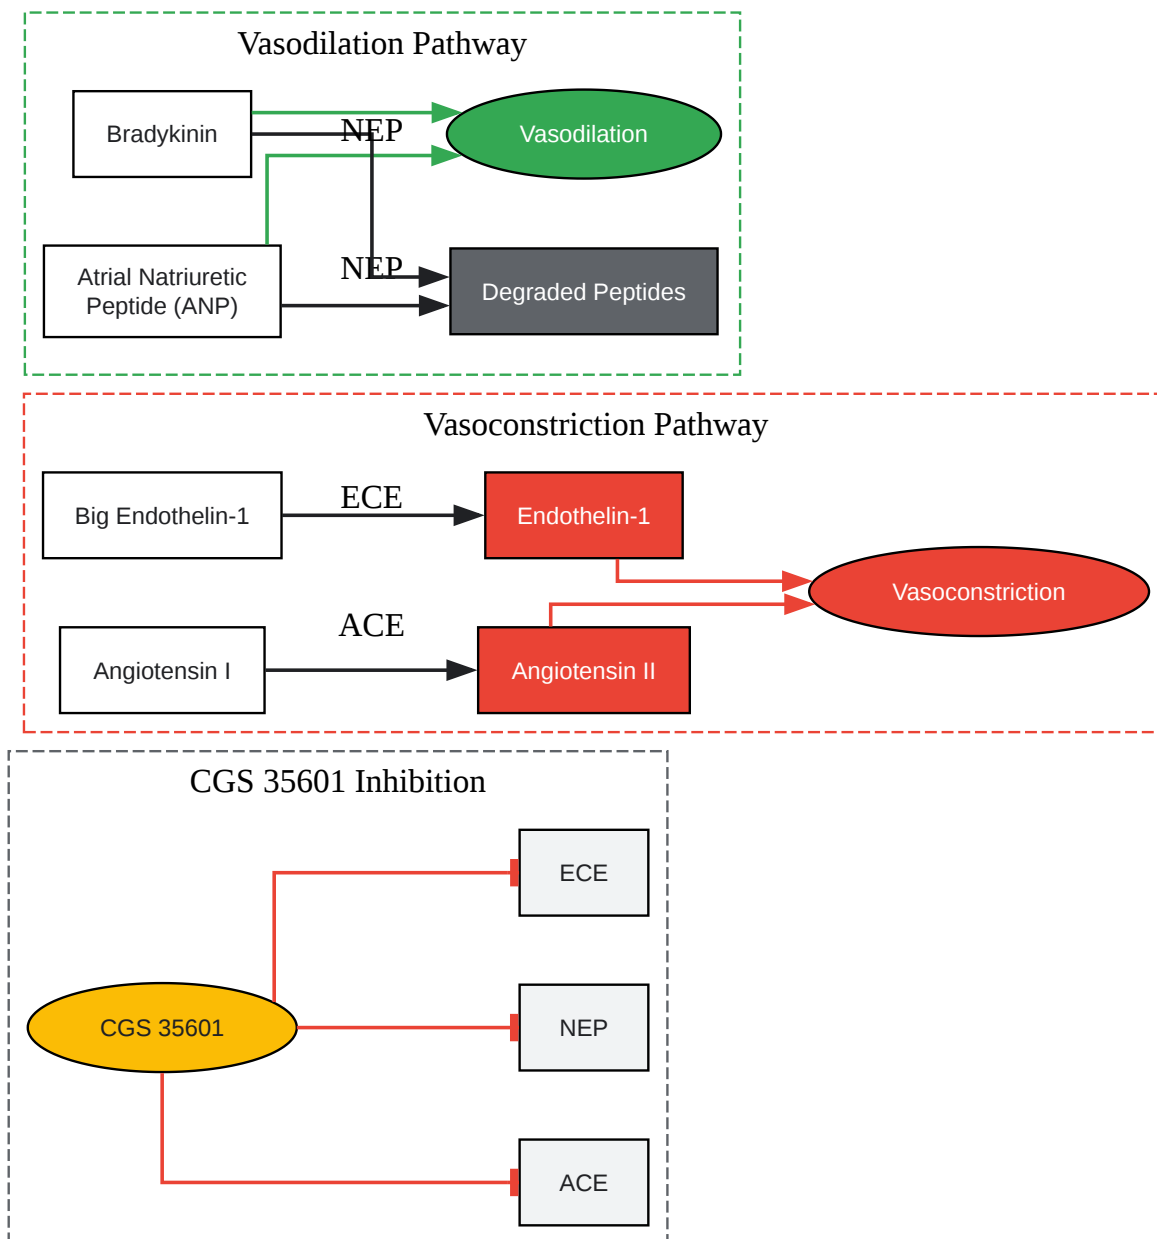 Vasodilation Pathway
Bradykinin
NEP
Vasodilation
Atrial Natriuretic
Peptide (ANP)
NEP
Degraded Peptides
Vasoconstriction Pathway
Big Endothelin-1
ECE
Endothelin-1
Vasoconstriction
Angiotensin I
ACE
Angiotensin II
CGS 35601 Inhibition
ECE
CGS 35601
NEP
ACE